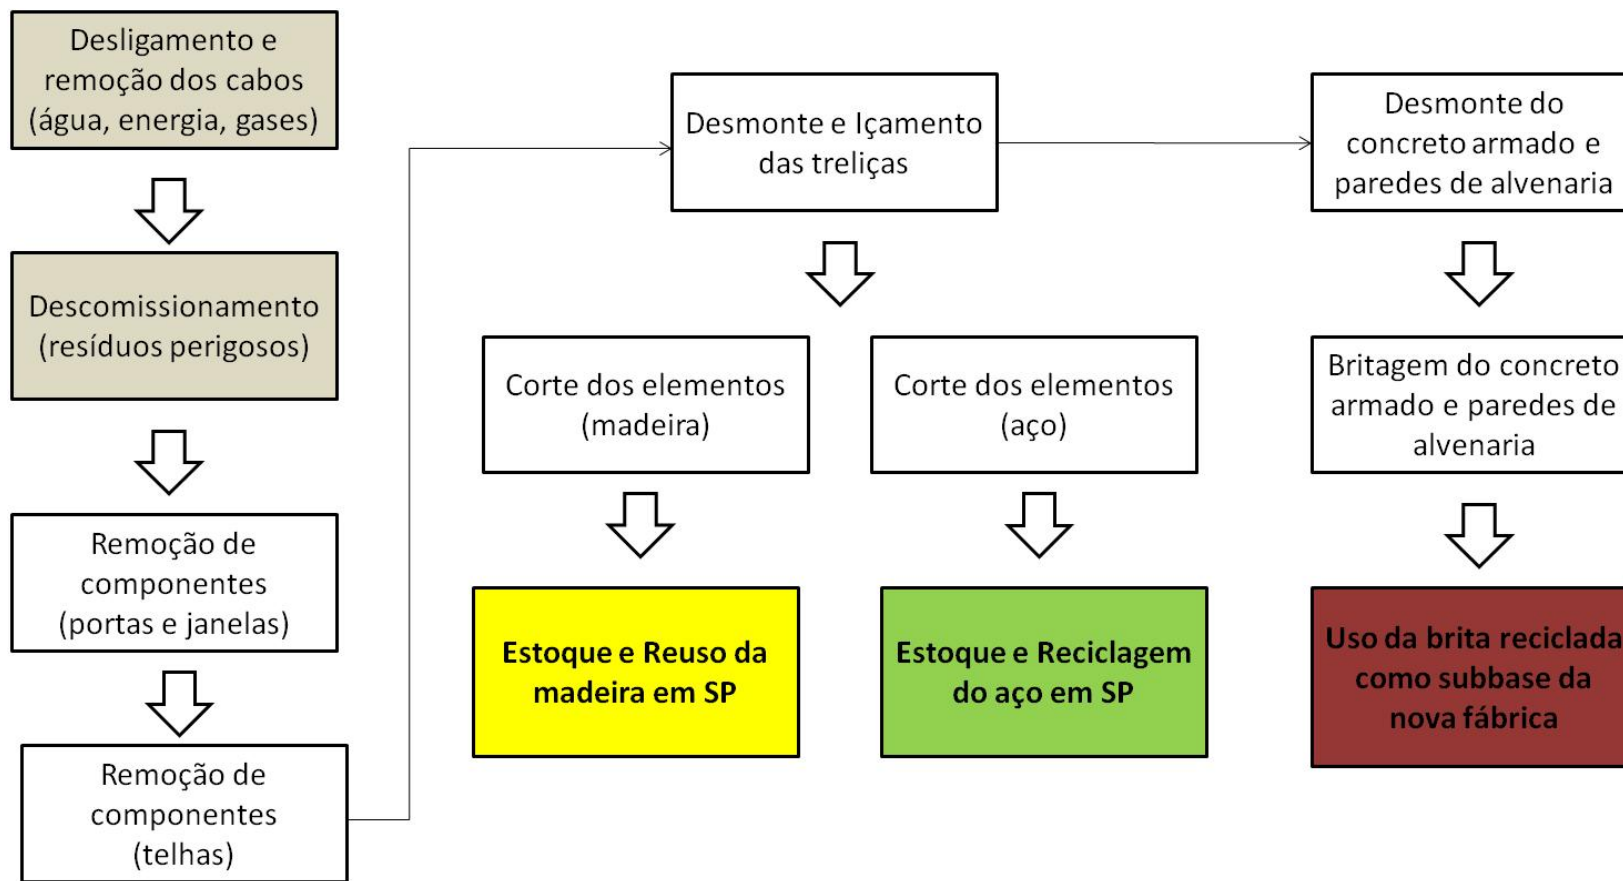 Desligamento e
remoção dos cabos
(água, energia, gases)
Descomissionamento
(resíduos perigosos)
Remoção de
componentes
(portas e janelas)
Remoção de
componentes
(telhas)
Desmonte e Içamento
das treliças
Corte dos elementos
(madeira)
Estoque e Reuso da
madeira em SP
Corte dos elementos
(aço)
Estoque e Reciclagem
do aço em SP
Desmonte do
concreto armado e
paredes de alvenaria
Britagem do concreto
armado e paredes de
alvenaria
Uso da brita reciclada
como subbase da
nova fábrica